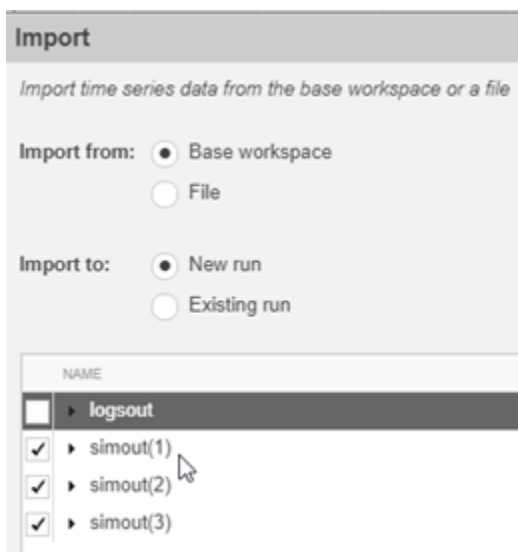 Import
Import time series data from the base workspace or a file
Import from: Base workspace
File
Import to: New run
Existing run
NAME
logsout
simout(1)
simout(2)
simout(3)